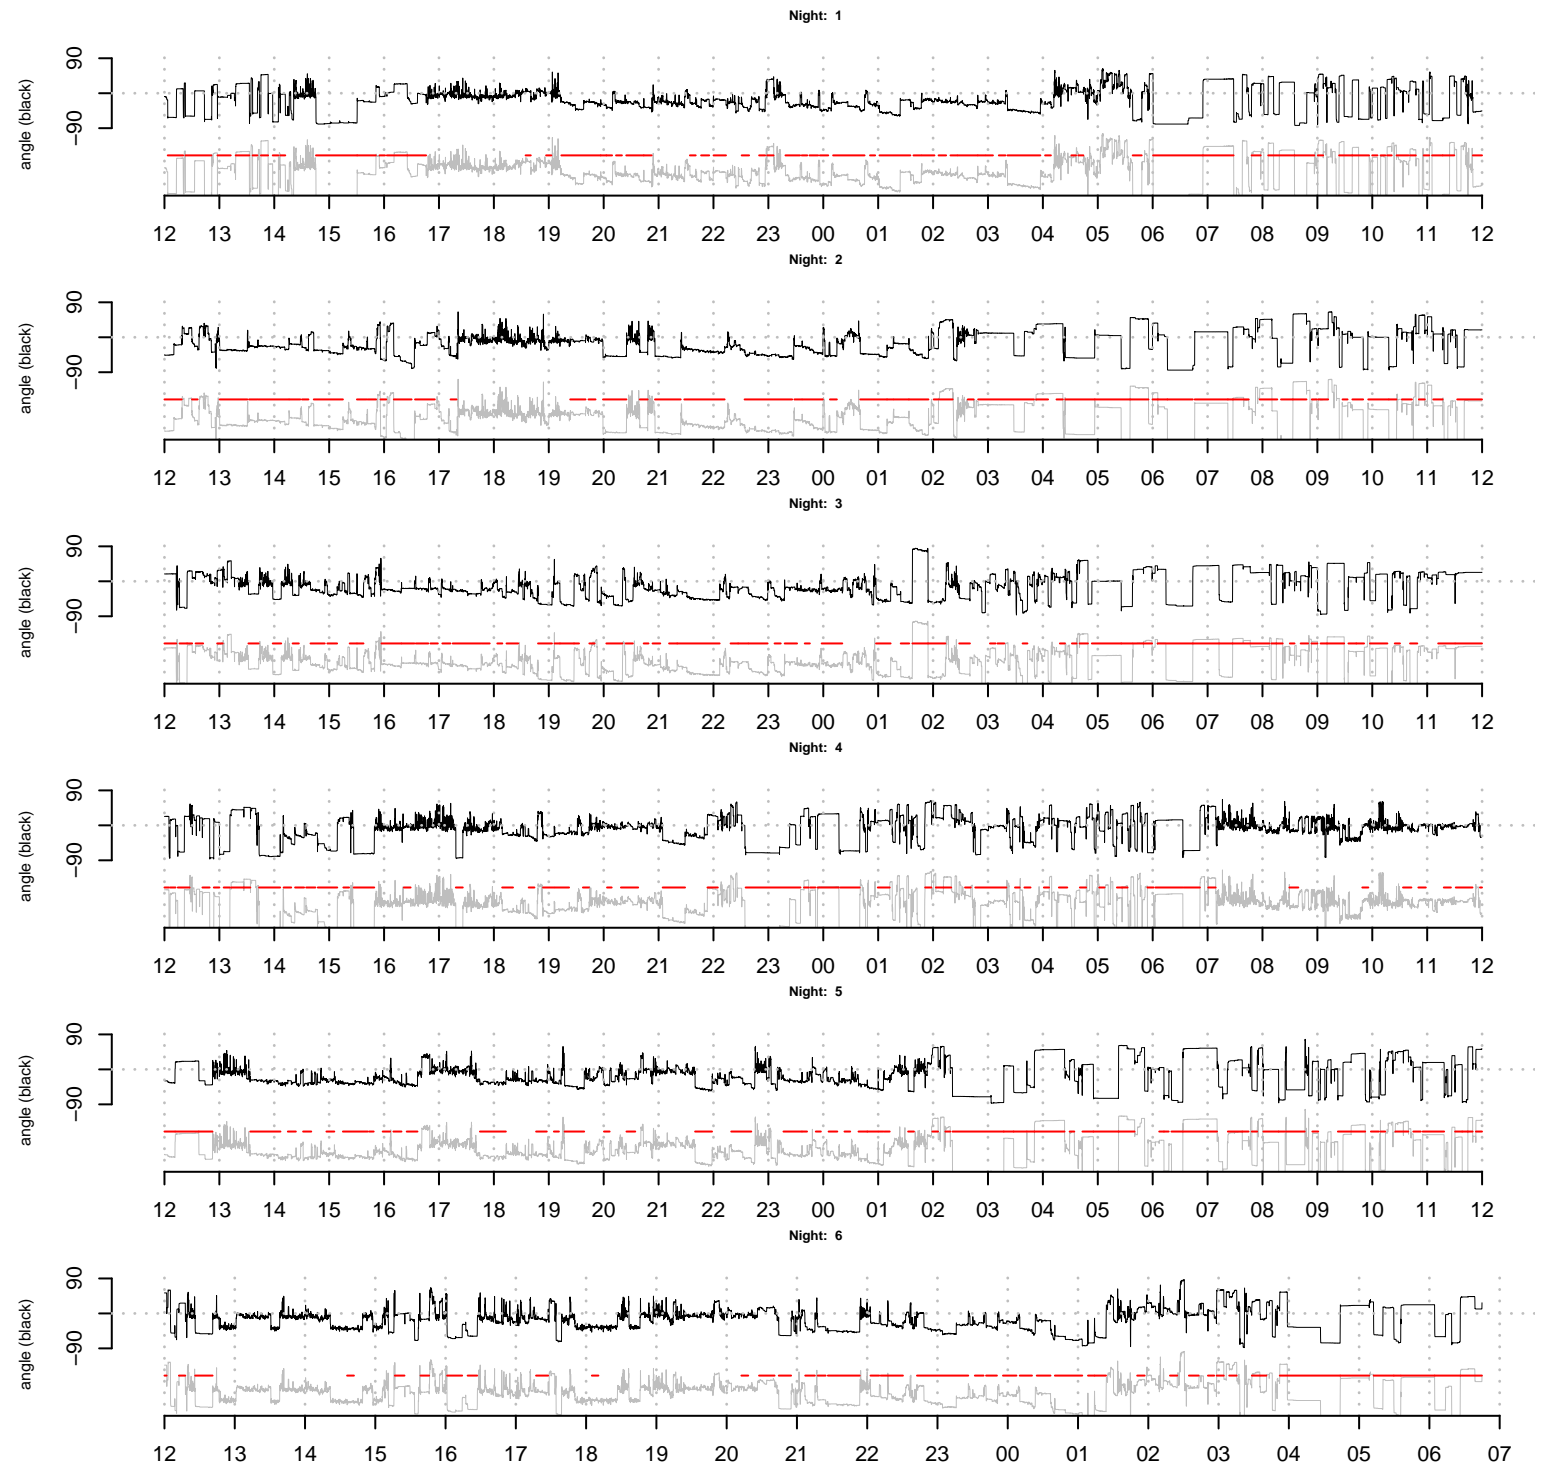 Night: 1
90
-90
angle (black)
12 13 14 15 16 17 18 19 20 21 22 23 00 01 02 03 04 05 06 07 08 09 10 11 12
Night: 2
90
-90
angle (black)
12 13 14 15 16 17 18 19 20 21 22 23 00 01 02 03 04 05 06 07 08 09 10 11 12
Night: 3
90
-90
angle (black)
12 13 14 15 16 17 18 19 20 21 22 23 00 01 02 03 04 05 06 07 08 09 10 11 12
Night: 4
90
-90
angle (black)
12 13 14 15 16 17 18 19 20 21 22 23 00 01 02 03 04 05 06 07 08 09 10 11 12
Night: 5
90
-90
angle (black)
12 13 14 15 16 17 18 19 20 21 22 23 00 01 02 03 04 05 06 07 08 09 10 11 12
Night: 6
90
-90
angle (black)
12 13 14 15 16 17 18 19 20 21 22 23 00 01 02 03 04 05 06 07